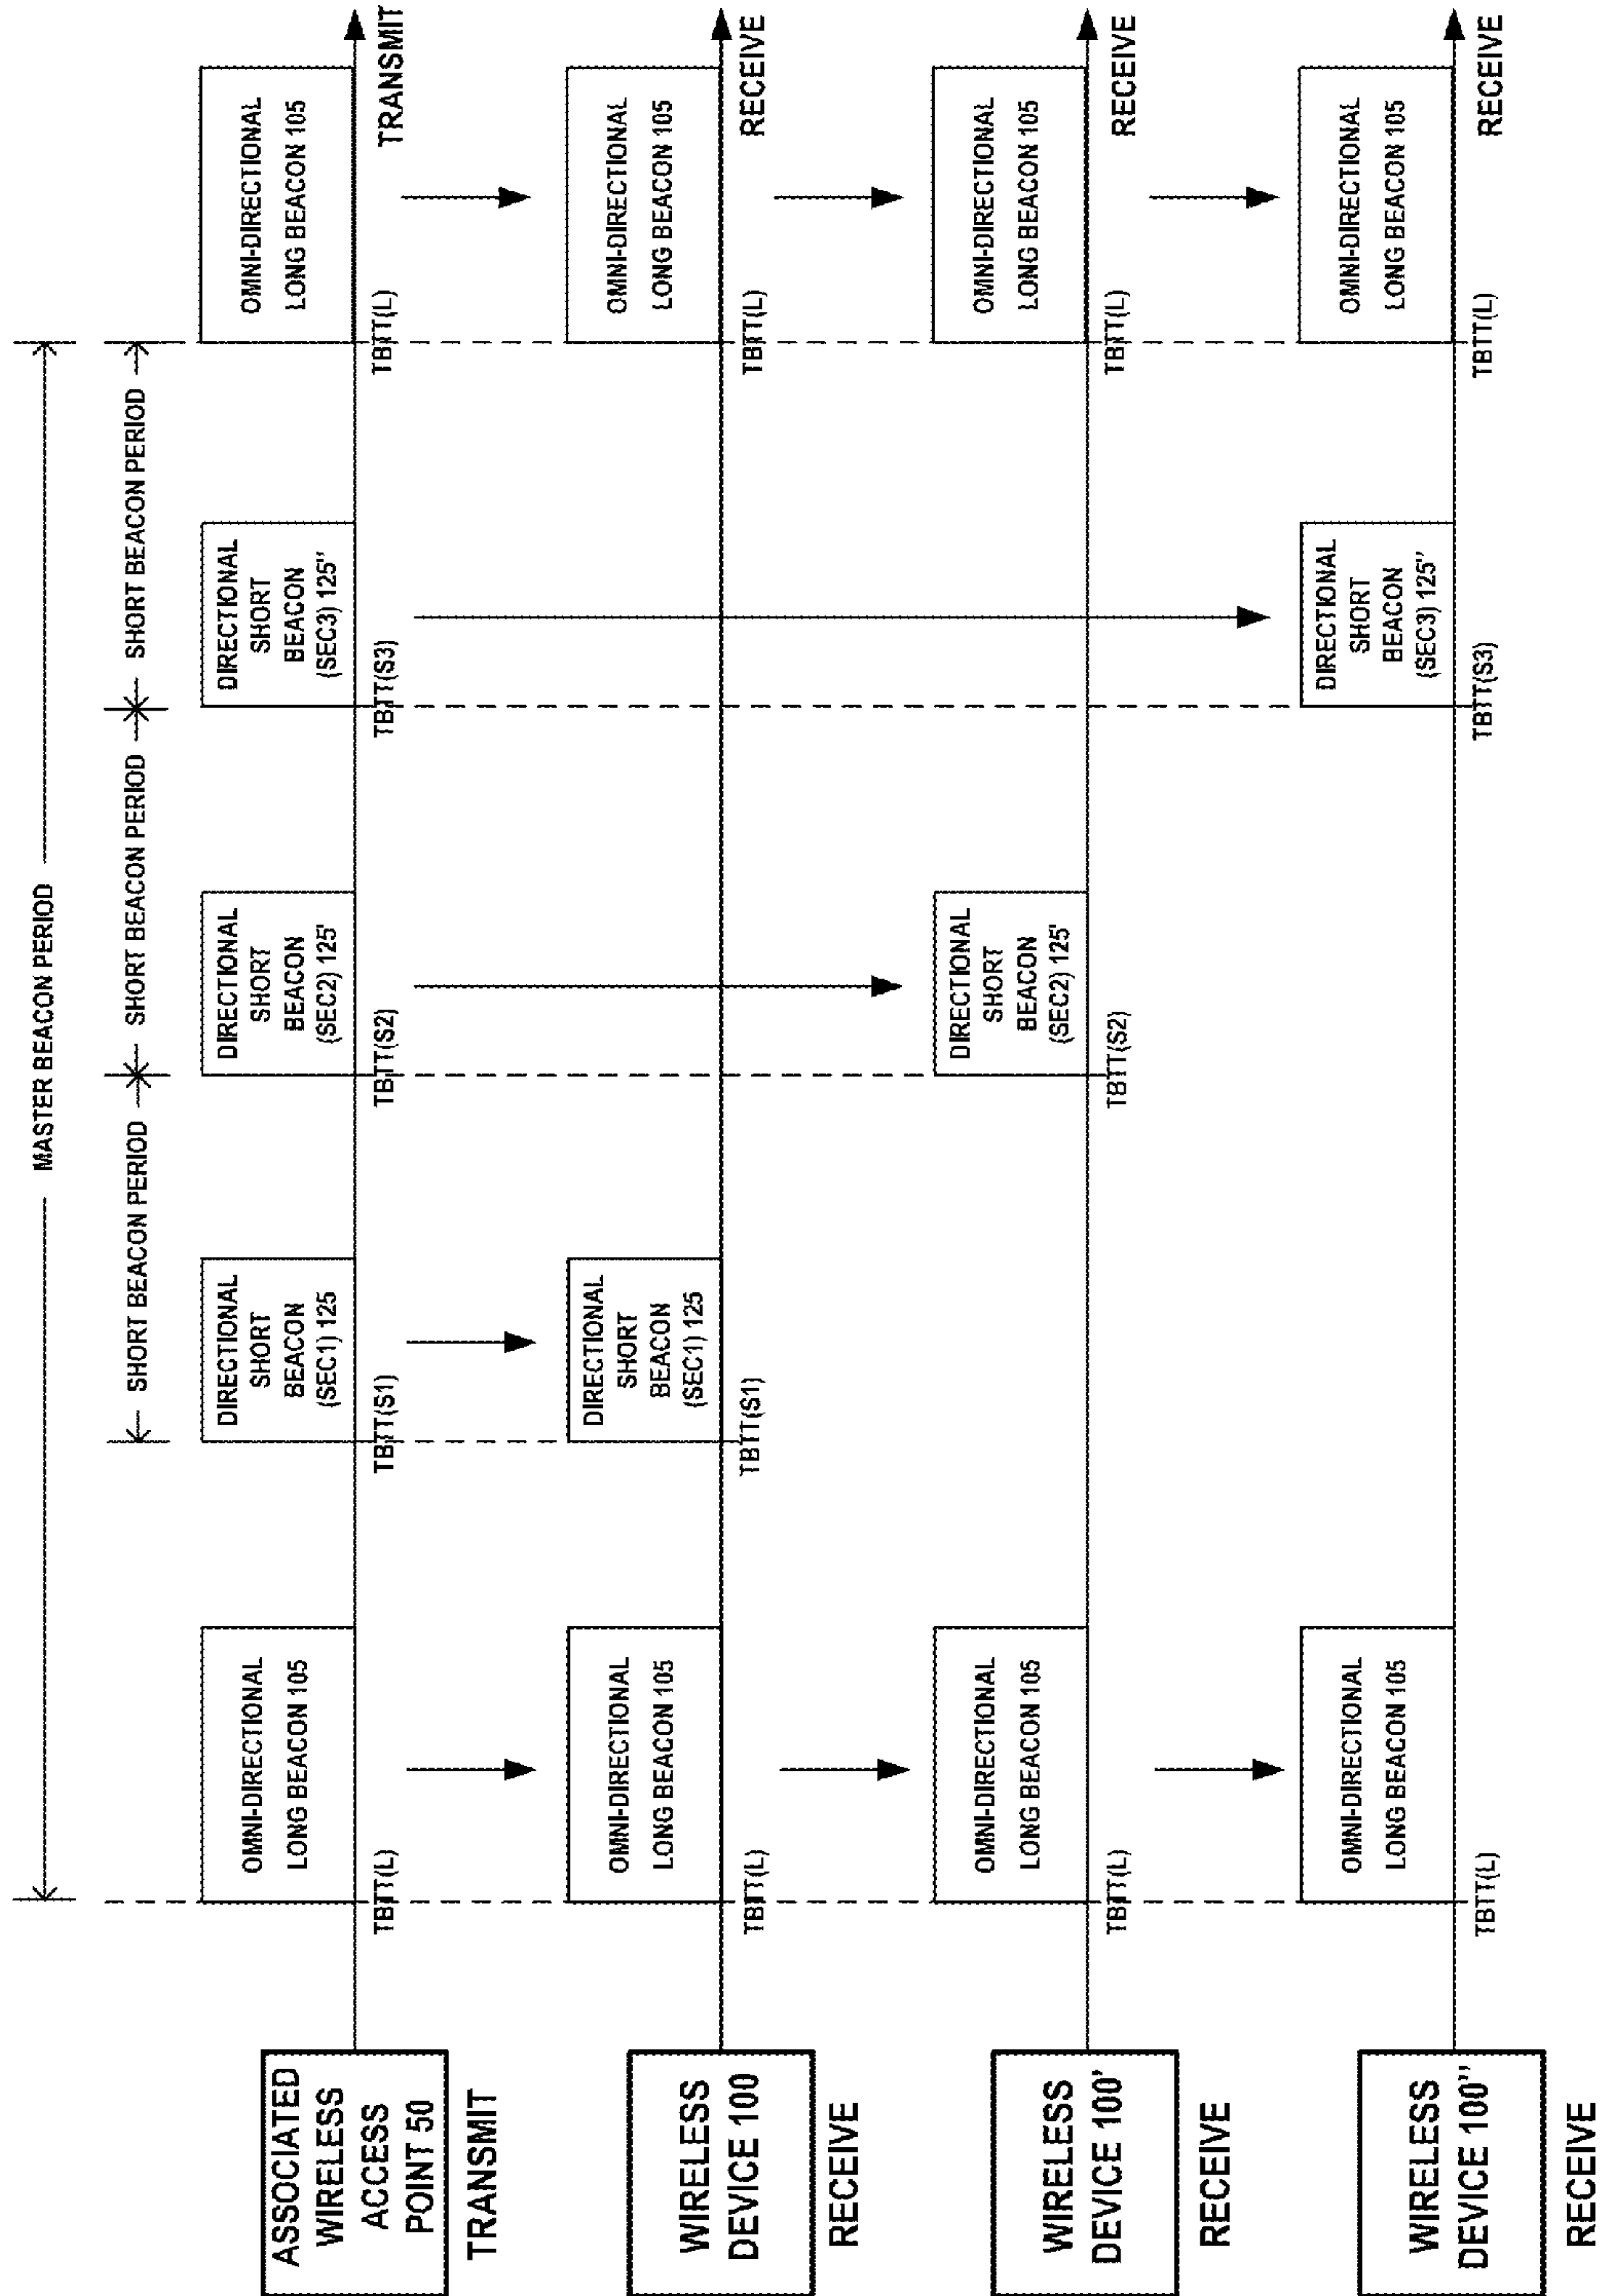 MASTER BEACON PERIOD
SHORT BEACON PERIOD
SHORT BEACON PERIOD
SHORT BEACON PERIOD
ASSOCIATED
WIRELESS
ACCESS
POINT 50
TRANSMIT
OMNI-DIRECTIONAL
LONG BEACON 105
TBTT(L)
DIRECTIONAL
SHORT
BEACON
(SEC1) 125
TBTT(S1)
DIRECTIONAL
SHORT
BEACON
(SEC2) 125'
TBTT(S2)
DIRECTIONAL
SHORT
BEACON
(SEC3) 125"
TBTT(S3)
OMNI-DIRECTIONAL
LONG BEACON 105
TBTT(L)
TRANSMIT
WIRELESS
DEVICE 100
RECEIVE
OMNI-DIRECTIONAL
LONG BEACON 105
TBTT(L)
DIRECTIONAL
SHORT
BEACON
(SEC1) 125
TBTT(S1)
OMNI-DIRECTIONAL
LONG BEACON 105
TBTT(L)
RECEIVE
WIRELESS
DEVICE 100'
RECEIVE
OMNI-DIRECTIONAL
LONG BEACON 105
TBTT(L)
DIRECTIONAL
SHORT
BEACON
(SEC2) 125'
TBTT(S2)
OMNI-DIRECTIONAL
LONG BEACON 105
TBTT(L)
RECEIVE
WIRELESS
DEVICE 100"
RECEIVE
OMNI-DIRECTIONAL
LONG BEACON 105
TBTT(L)
DIRECTIONAL
SHORT
BEACON
(SEC3) 125"
TBTT(S3)
OMNI-DIRECTIONAL
LONG BEACON 105
TBTT(L)
RECEIVE